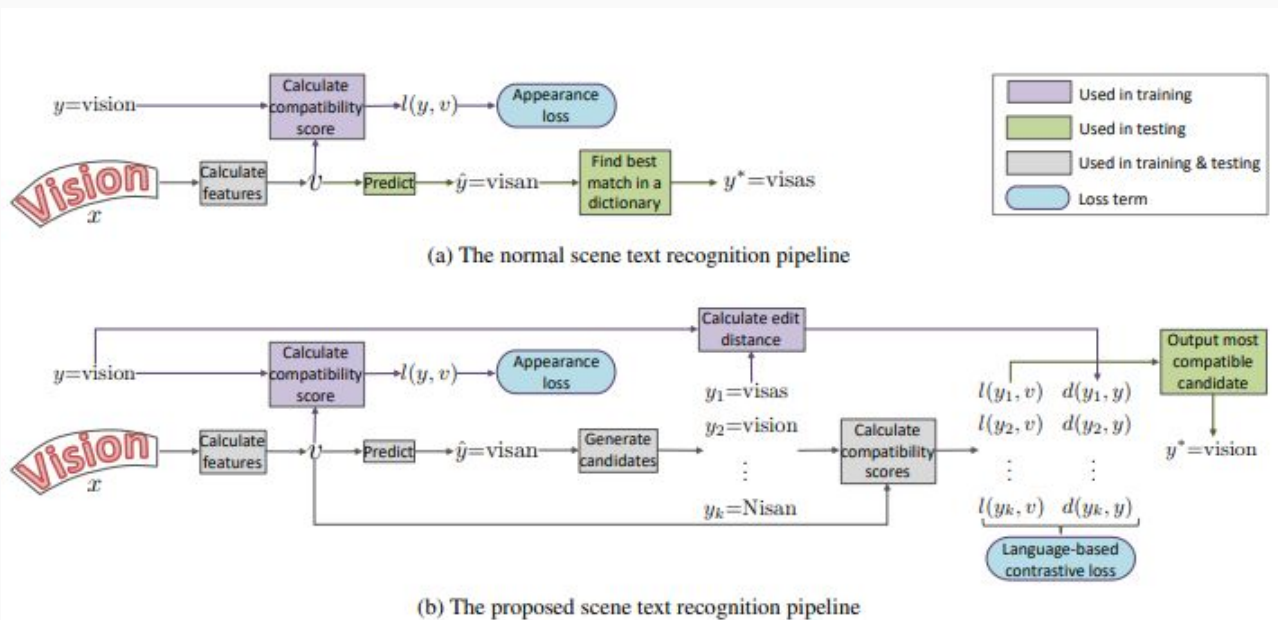 y=vision
Calculate compatibility score
l(y, v)
Appearance loss
Vision
x
Calculate features
v
Predict
ŷ=visan
Find best match in a dictionary
y*=visas
Used in training
Used in testing
Used in training & testing
Loss term
(a) The normal scene text recognition pipeline
Calculate edit distance
y=vision
Calculate compatibility score
l(y, v)
Appearance loss
Vision
x
Calculate features
v
Predict
ŷ=visan
Generate candidates
y₁=visas
y₂=vision
⋮
yₖ=Nisan
Calculate compatibility scores
l(y₁, v) d(y₁, y)
l(y₂, v) d(y₂, y)
⋮ ⋮
l(yₖ, v) d(yₖ, y)
Language-based contrastive loss
Output most compatible candidate
y*=vision
(b) The proposed scene text recognition pipeline